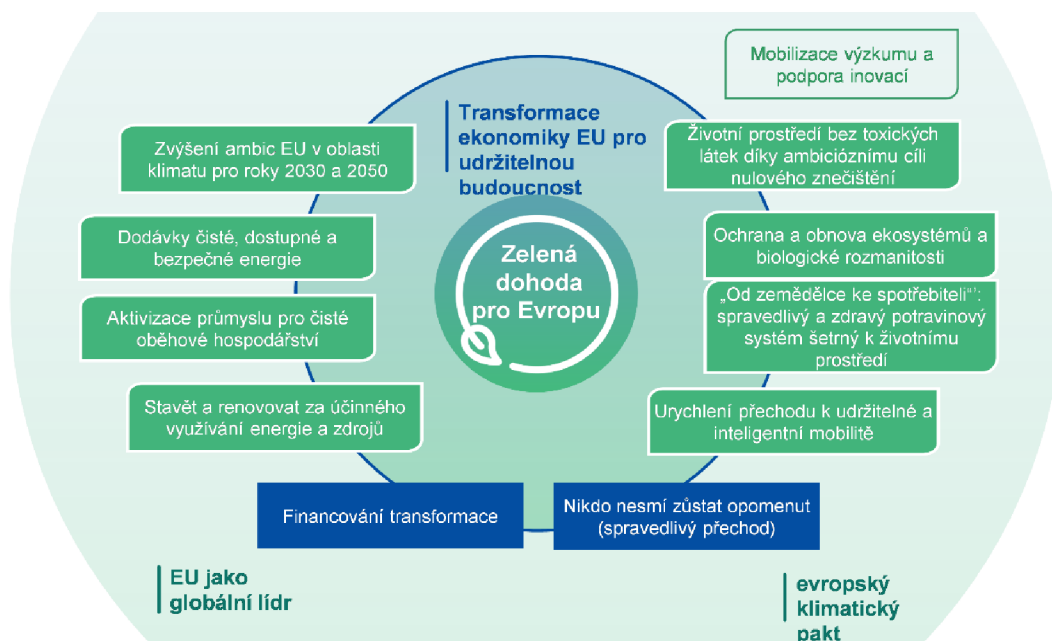 Mobilizace výzkumu a
podpora inovací
Transformace
ekonomiky EU pro
udržitelnou
budoucnost
Zvýšení ambic EU v oblasti
klimatu pro roky 2030 a 2050
Životní prostředí bez toxických
látek díky ambicióznímu cíli
nulového znečištění
Dodávky čisté, dostupné a
bezpečné energie
Zelená
dohoda
pro Evropu
Ochrana a obnova ekosystémů a
biologické rozmanitosti
Aktivizace průmyslu pro čisté
oběhové hospodářství
„Od zemědělce ke spotřebiteli“‘:
spravedlivý a zdravý potravinový
systém šetrný k životnímu
prostředí
Stavět a renovovat za účinného
využívání energie a zdrojů
Urychlení přechodu k udržitelné a
inteligentní mobilitě
Financování transformace
Nikdo nesmí zůstat opomenut
(spravedlivý přechod)
EU jako
globální lídr
evropský
klimatický
pakt